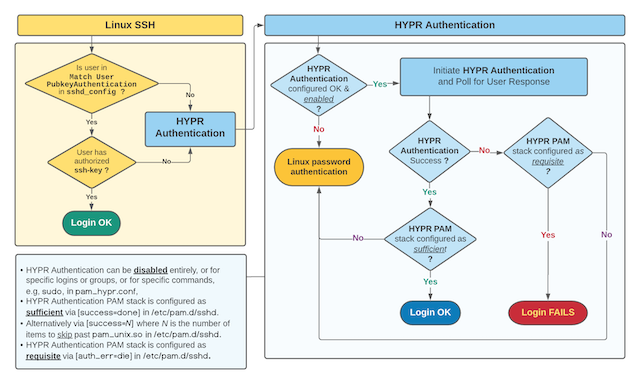 Linux SSH
HYPR Authentication
Is user in
Match User
PubkeyAuthentication
in sshd_config ?
No
Yes
HYPR
Authentication
User has
authorized
ssh-key ?
No
Yes
Login OK
HYPR
Authentication
configured OK &
enabled
?
Yes
No
Initiate HYPR Authentication
and Poll for User Response
Linux password
authentication
HYPR
Authentication
Success ?
No
Yes
HYPR PAM
stack configured as
requisite
?
Yes
No
HYPR PAM
stack configured as
sufficient
?
No
Yes
Login OK
Login FAILS
• HYPR Authentication can be disabled entirely, or for
specific logins or groups, or for specific commands,
e.g. sudo, in pam_hypr.conf,
• HYPR Authentication PAM stack is configured as
sufficient via [success=done] in /etc/pam.d/sshd.
• Alternatively via [success=N] where N is the number of
items to skip past pam_unix.so in /etc/pam.d/sshd.
• HYPR Authentication PAM stack is configured as
requisite via [auth_err=die] in /etc/pam.d/sshd.